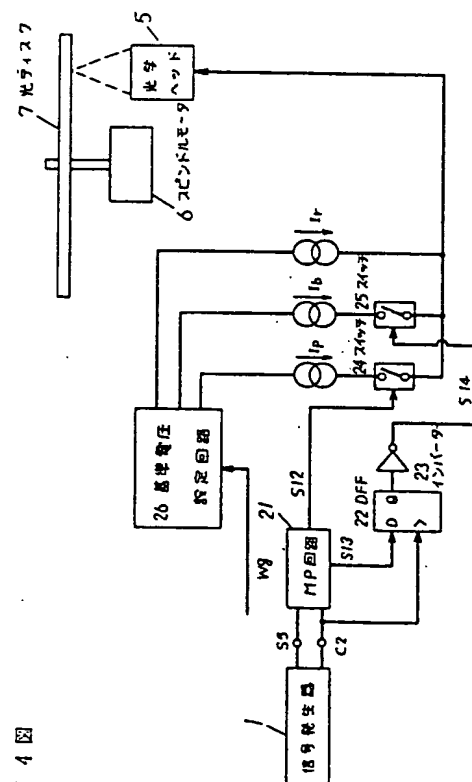 4 図
7 光ディスク
5
光学
ヘッド
6 スピンドルモータ
26 基準電圧
設定回路
Wg
Ip
Ib
Ir
24 スイッチ
25 スイッチ
S12
21
MP回路
S13
22 DFF
D Q
23
インバータ
S14
S5
C2
1
信号発生器